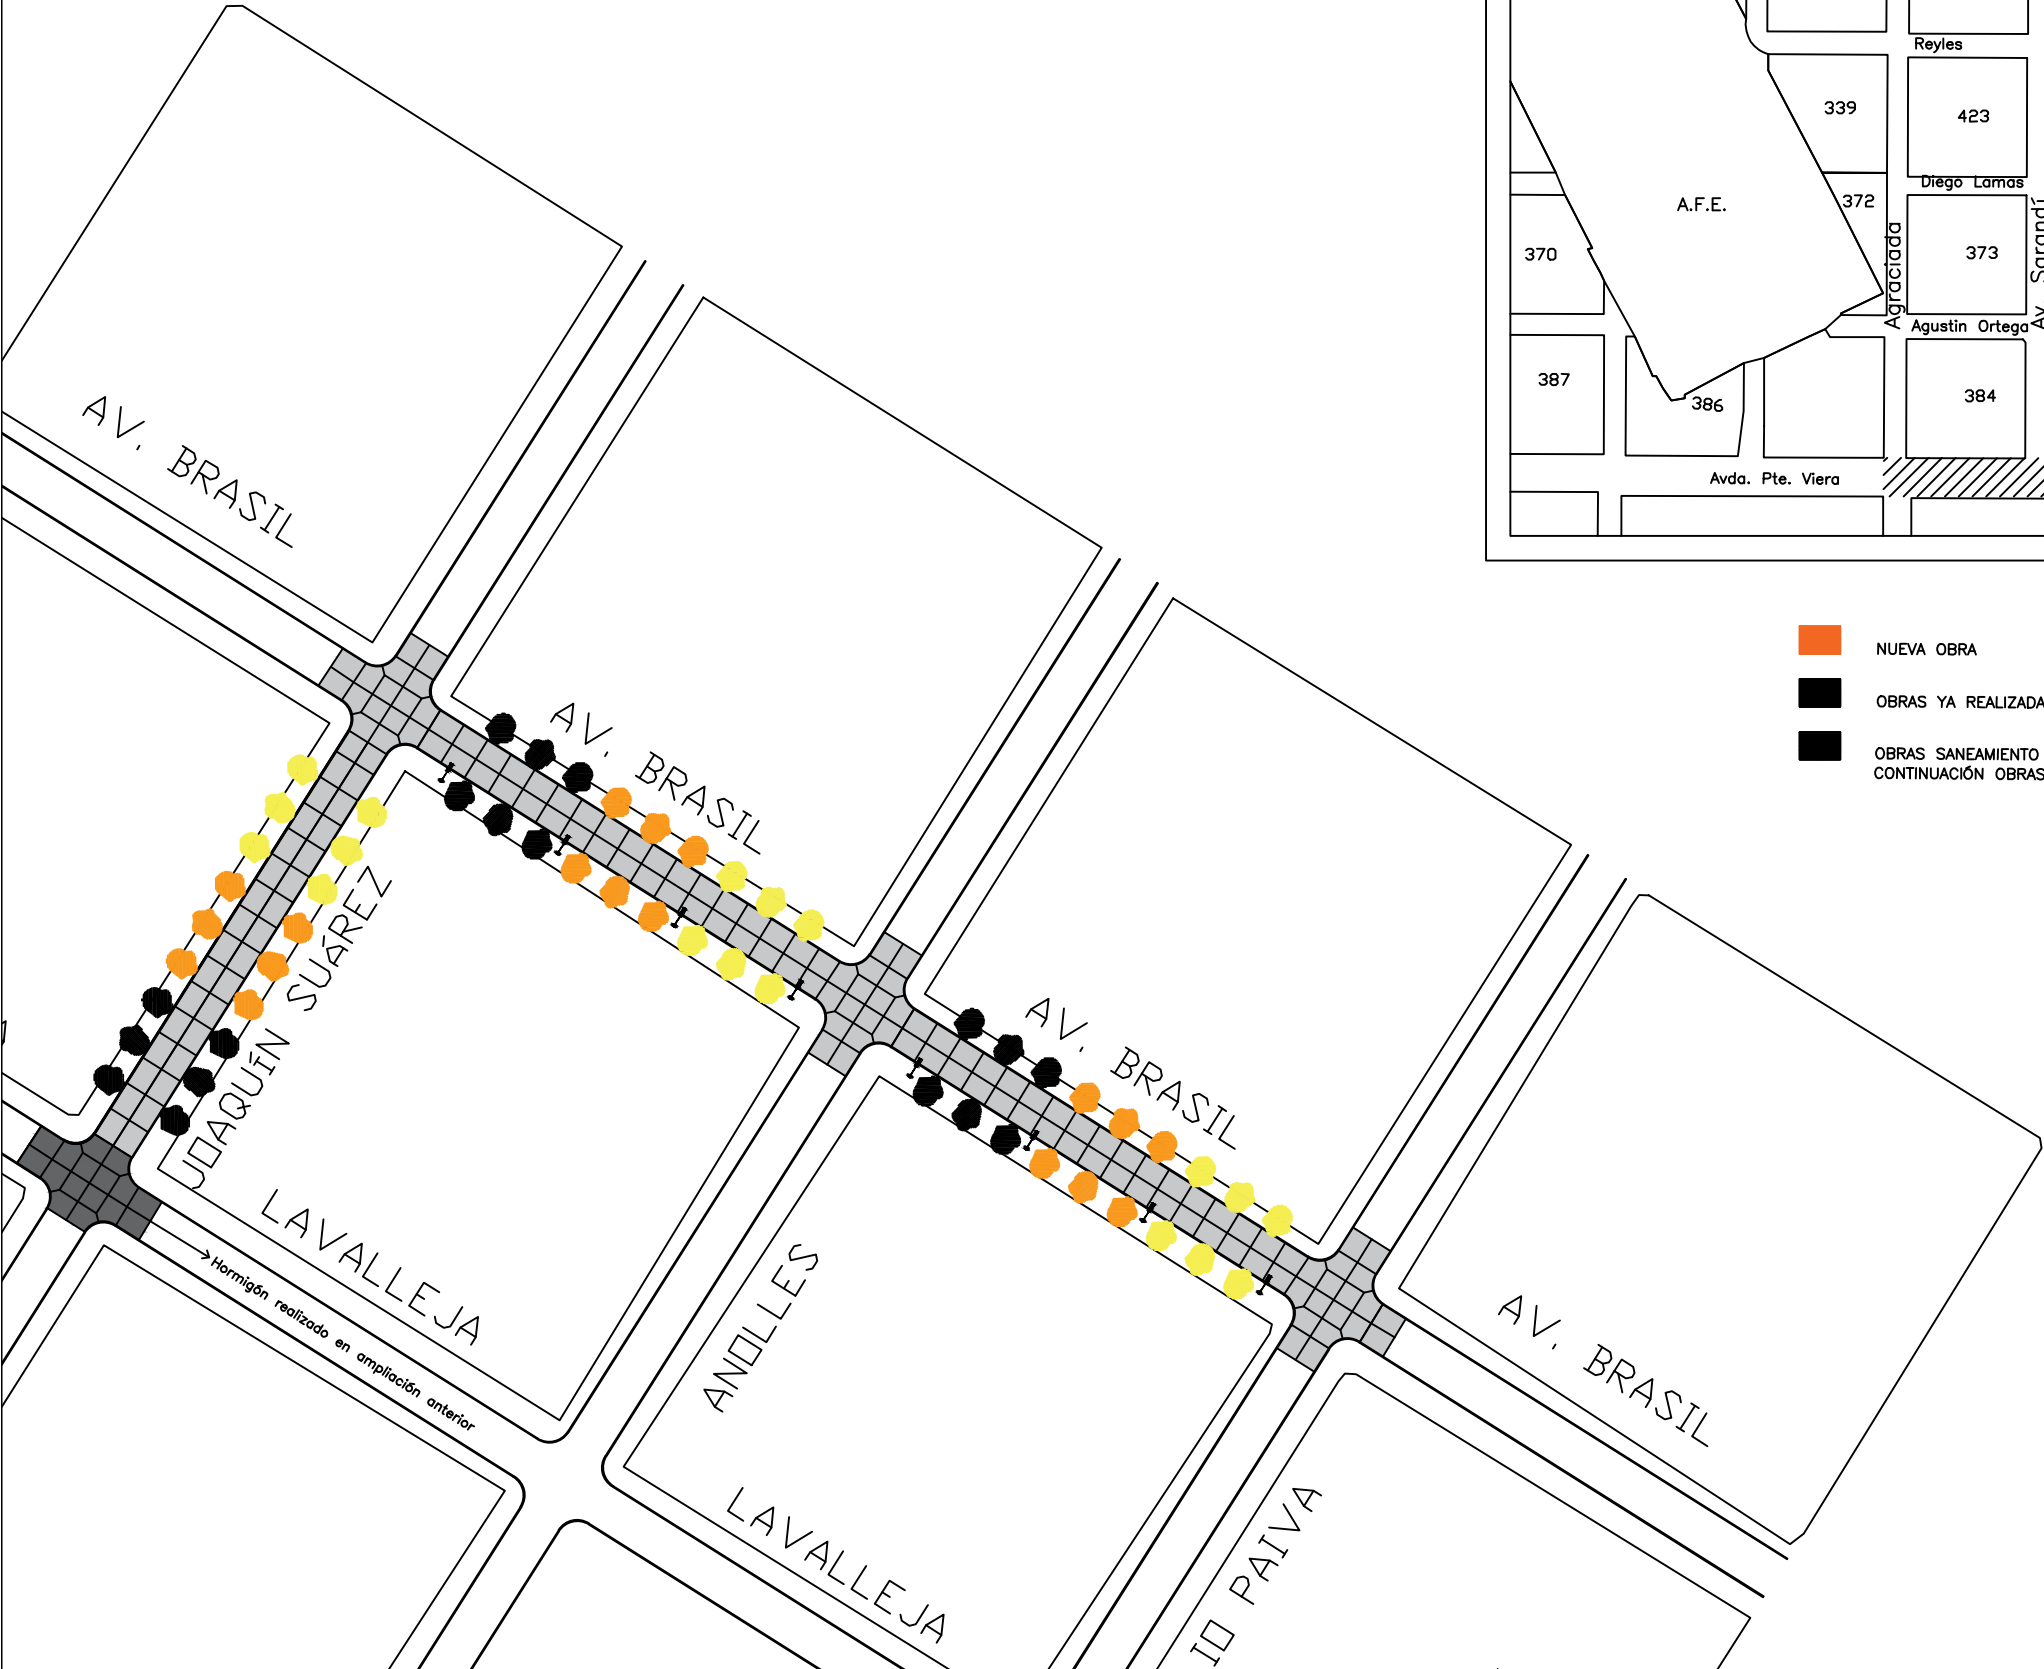 Reyles
339
423
Diego Lamas
372
A.F.E.
370
373
Agraciada
Av. Sarandí
Agustin Ortega
387
386
384
Avda. Pte. Viera
NUEVA OBRA
OBRAS YA REALIZADA
OBRAS SANEAMIENTO
CONTINUACIÓN OBRAS
AV. BRASIL
AV. BRASIL
AV. BRASIL
AV. BRASIL
JOAQUÍN SUÁREZ
LAVALLEJA
Hormigón realizado en ampliación anterior
ANOLLES
LAVALLEJA
IO PAIVA